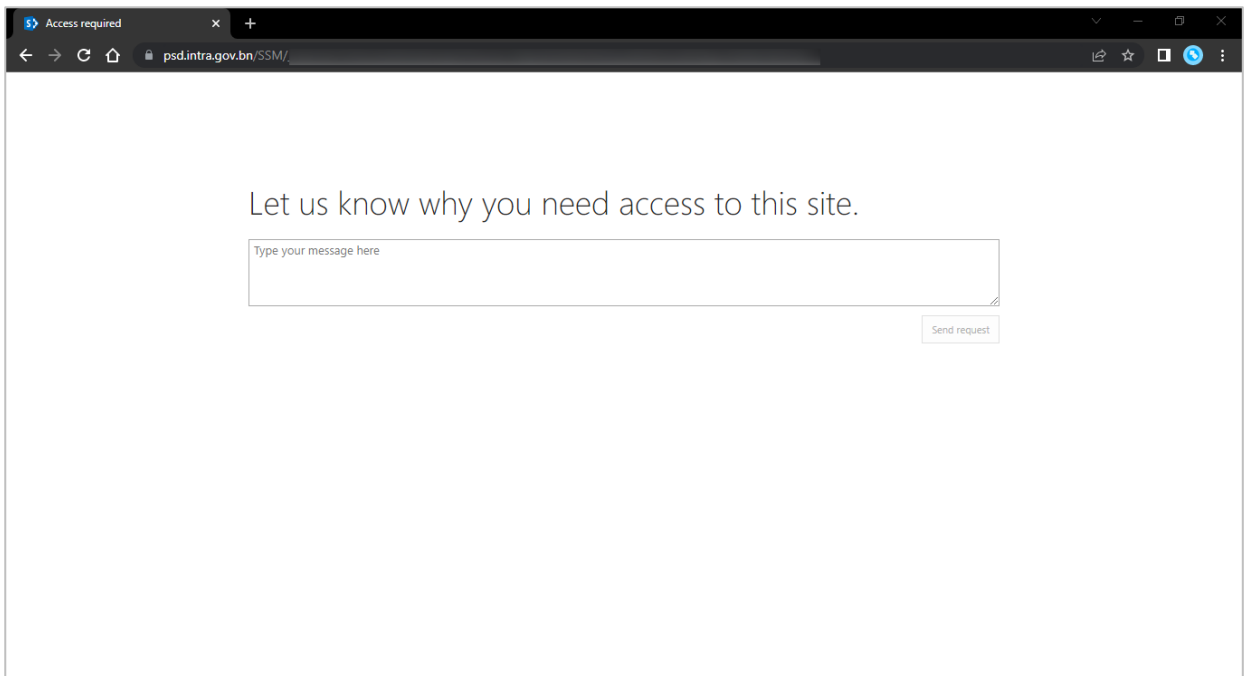 Access required
psd.intra.gov.bn/SSM/_
Let us know why you need access to this site.
Type your message here
Send request